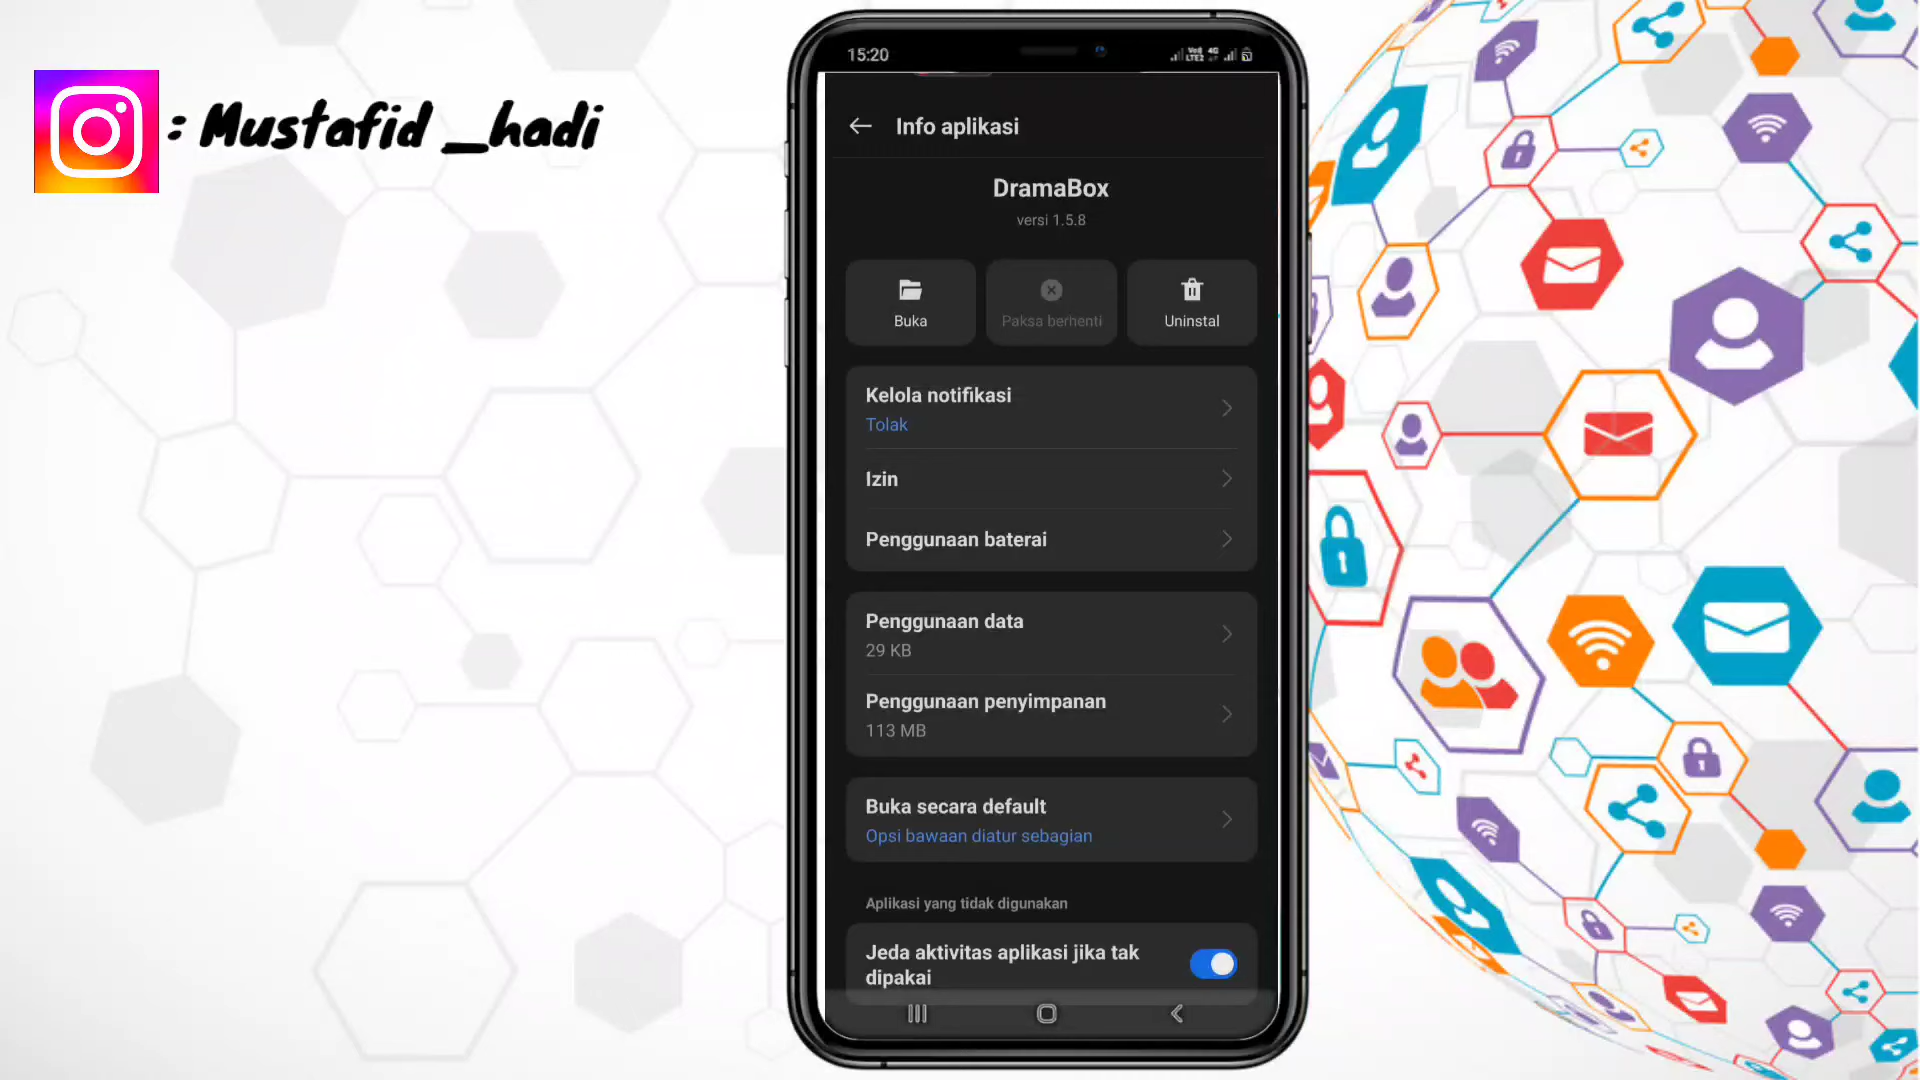 : Mustafid _hadi
15:20
Info aplikasi
DramaBox
versi 1.5.8
Buka
Paksa berhenti
Uninstal
Kelola notifikasi
Tolak
Izin
Penggunaan baterai
Penggunaan data
29 KB
Penggunaan penyimpanan
113 MB
Buka secara default
Opsi bawaan diatur sebagian
Aplikasi yang tidak digunakan
Jeda aktivitas aplikasi jika tak
dipakai